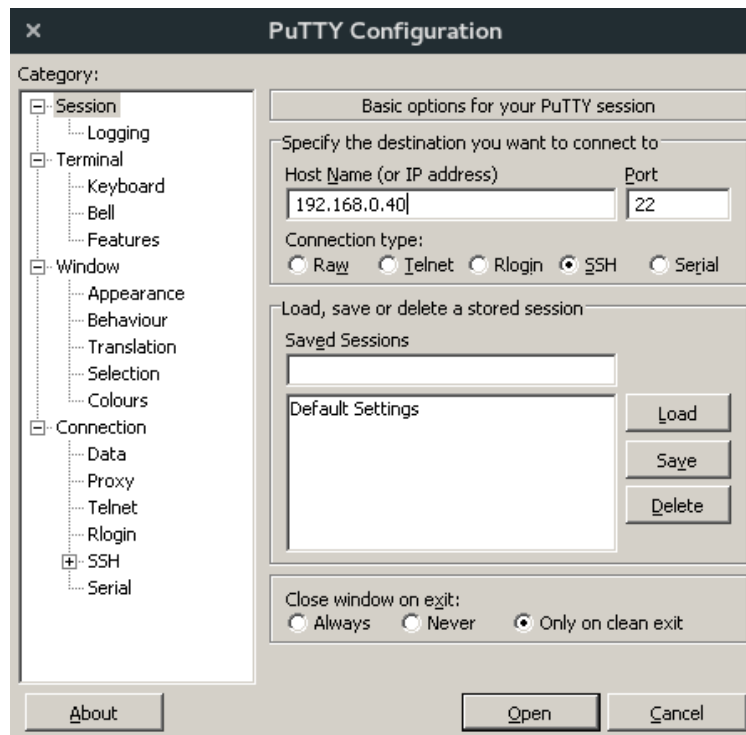 × PuTTY Configuration
Category:
Session
Logging
Terminal
Keyboard
Bell
Features
Window
Appearance
Behaviour
Translation
Selection
Colours
Connection
Data
Proxy
Telnet
Rlogin
SSH
Serial
Basic options for your PuTTY session
Specify the destination you want to connect to
Host Name (or IP address) Port
192.168.0.40 22
Connection type:
Raw Telnet Rlogin SSH Serial
Load, save or delete a stored session
Saved Sessions
Default Settings
Load
Save
Delete
Close window on exit:
Always Never Only on clean exit
About Open Cancel